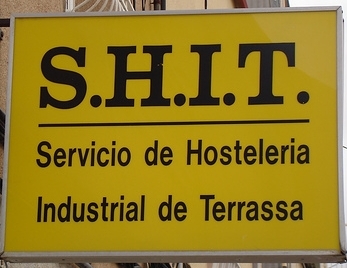 S.H.I.T.
Servicio de Hosteleria
Industrial de Terrassa